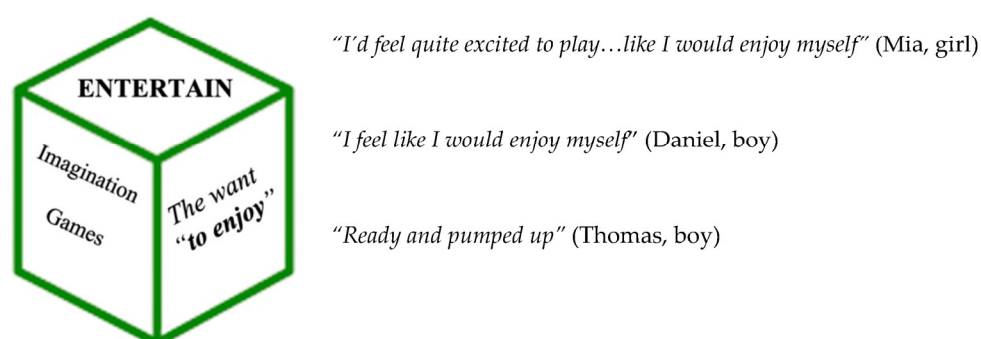 ENTERTAIN
Imagination
Games
The want
“to enjoy”
“I’d feel quite excited to play…like I would enjoy myself” (Mia, girl)
“I feel like I would enjoy myself” (Daniel, boy)
“Ready and pumped up” (Thomas, boy)